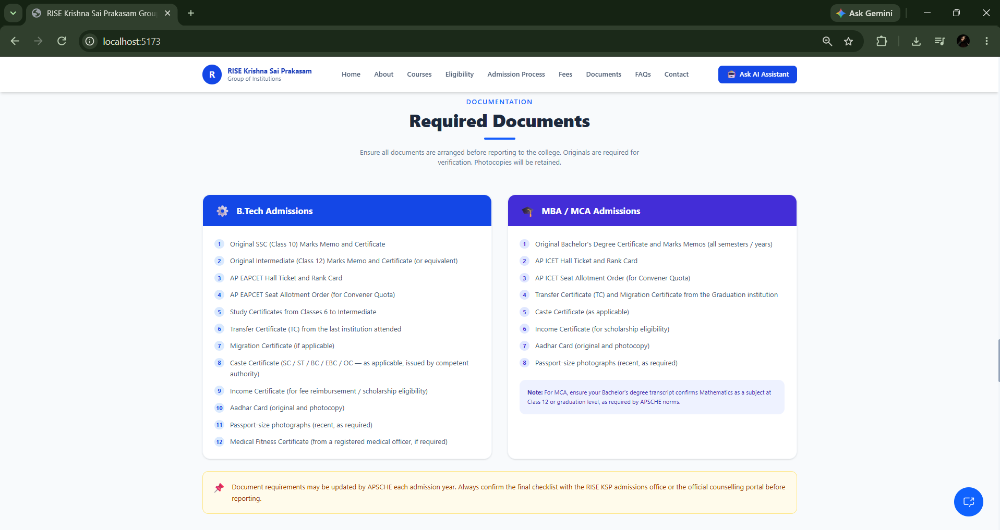 RISE Krishna Sai Prakasam Grou
Ask Gemini
localhost:5173
R
RISE Krishna Sai Prakasam
Group of Institutions
Home
About
Courses
Eligibility
Admission Process
Fees
Documents
FAQs
Contact
Ask AI Assistant
DOCUMENTATION
Required Documents
Ensure all documents are arranged before reporting to the college. Originals are required for
verification. Photocopies will be retained.
B.Tech Admissions
1 Original SSC (Class 10) Marks Memo and Certificate
2 Original Intermediate (Class 12) Marks Memo and Certificate (or equivalent)
3 AP EAPCET Hall Ticket and Rank Card
4 AP EAPCET Seat Allotment Order (for Convener Quota)
5 Study Certificates from Classes 6 to Intermediate
6 Transfer Certificate (TC) from the last institution attended
7 Migration Certificate (if applicable)
8 Caste Certificate (SC / ST / BC / EBC / OC — as applicable, issued by competent
authority)
9 Income Certificate (for fee reimbursement / scholarship eligibility)
10 Aadhar Card (original and photocopy)
11 Passport-size photographs (recent, as required)
12 Medical Fitness Certificate (from a registered medical officer, if required)
MBA / MCA Admissions
1 Original Bachelor's Degree Certificate and Marks Memos (all semesters / years)
2 AP ICET Hall Ticket and Rank Card
3 AP ICET Seat Allotment Order (for Convener Quota)
4 Transfer Certificate (TC) and Migration Certificate from the Graduation institution
5 Caste Certificate (as applicable)
6 Income Certificate (for scholarship eligibility)
7 Aadhar Card (original and photocopy)
8 Passport-size photographs (recent, as required)
Note: For MCA, ensure your Bachelor's degree transcript confirms Mathematics as a subject at
Class 12 or graduation level, as required by APSCHE norms.
Document requirements may be updated by APSCHE each admission year. Always confirm the final checklist with the RISE KSP admissions office or the official counselling portal before
reporting.